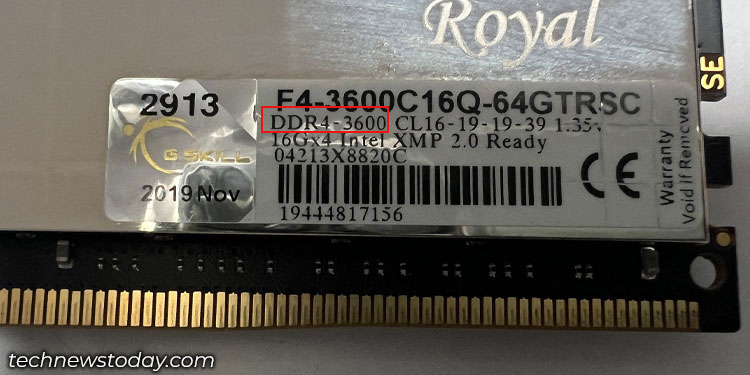 Royal
SE
2913
G.SKILL
2019 Nov
F4-3600C16Q-64GTRSC
DDR4-3600 CL16-19-19-39 1.35v
16Gx4 Intel XMP 2.0 Ready
04213X8820C
19444817156
CE
Warranty
Void if Removed
technewstoday.com